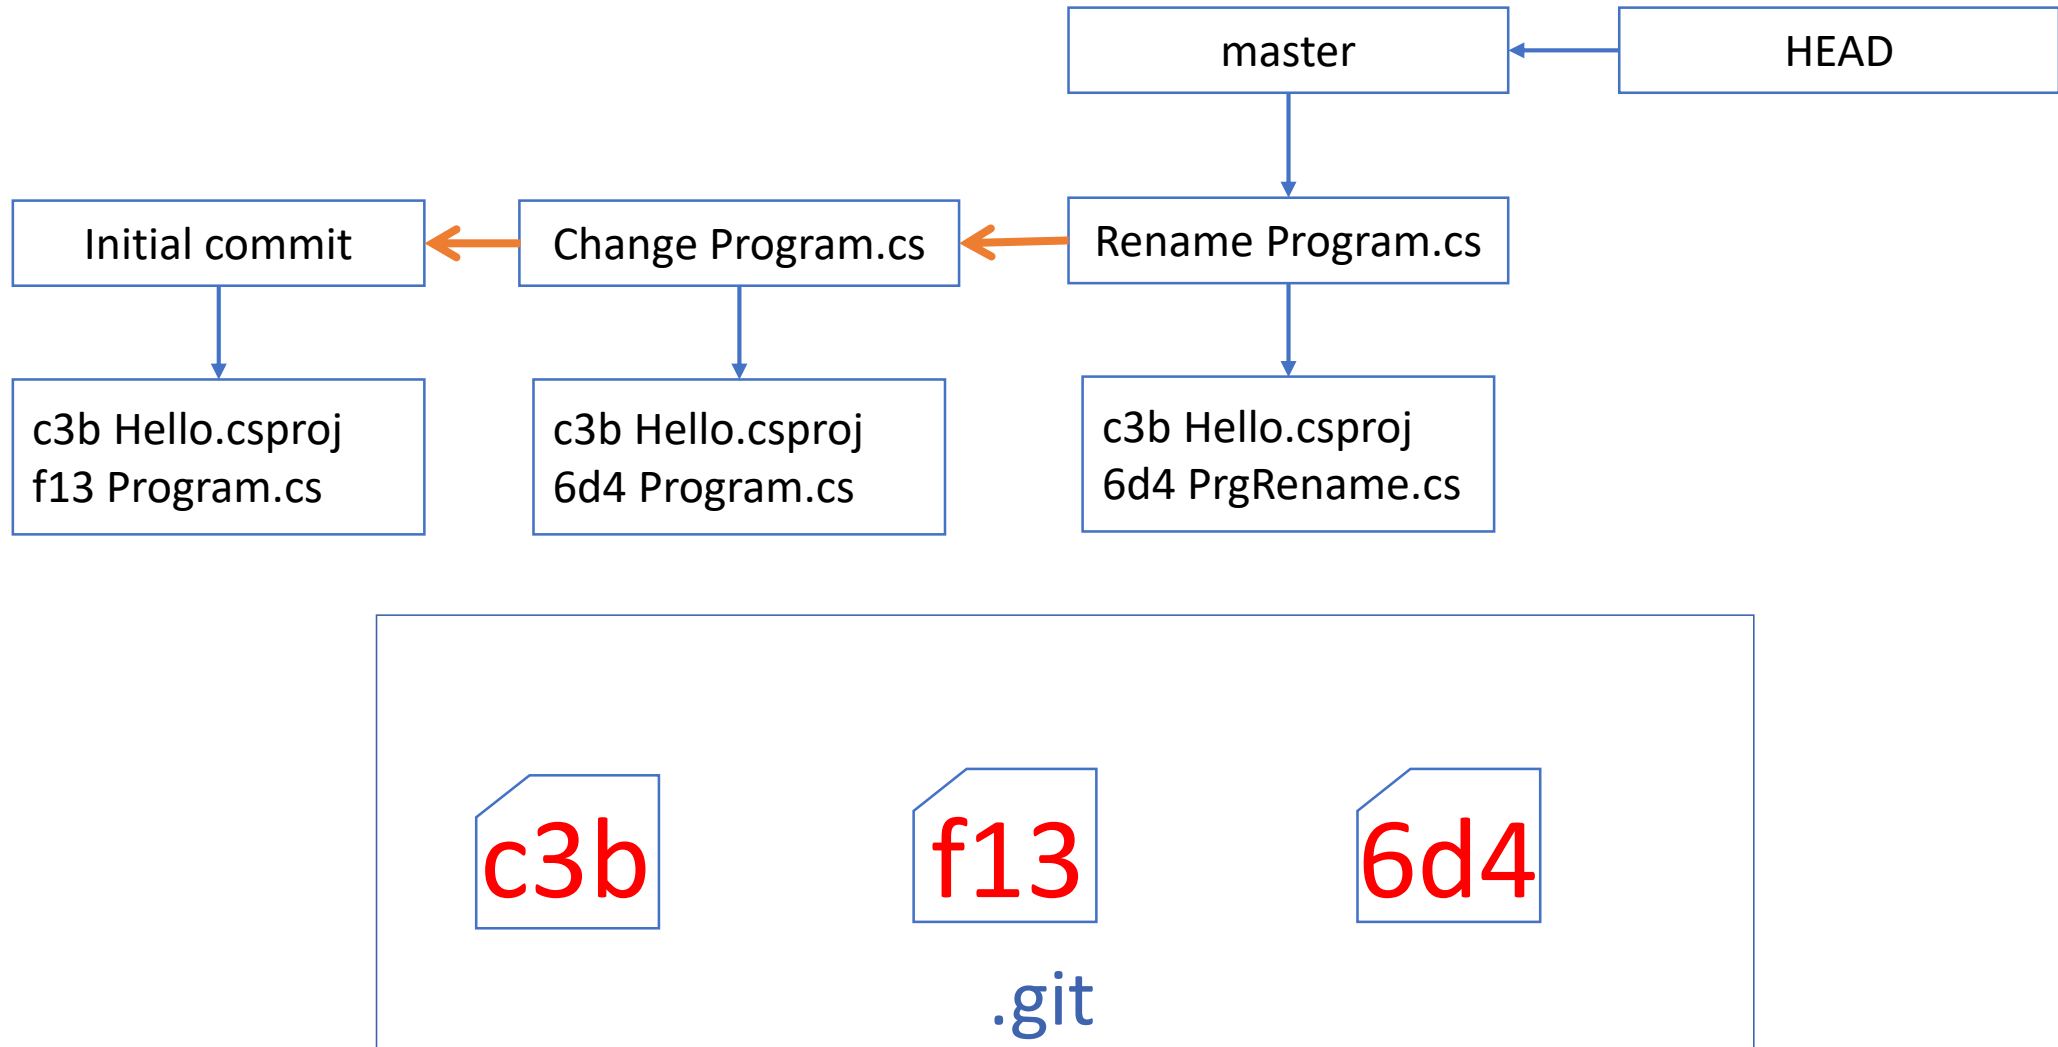 master
HEAD
Initial commit
Change Program.cs
Rename Program.cs
c3b Hello.csproj
f13 Program.cs
c3b Hello.csproj
6d4 Program.cs
c3b Hello.csproj
6d4 PrgRename.cs
c3b
f13
6d4
.git